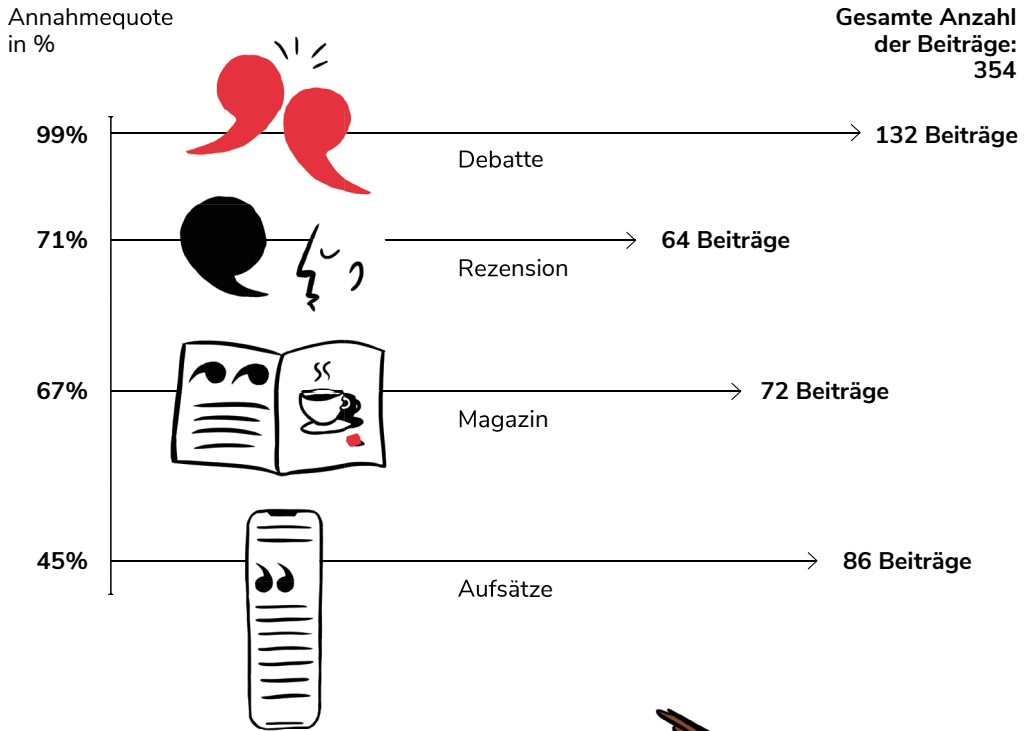 Annahmequote
in %
Gesamte Anzahl
der Beiträge:
354
99%
132 Beiträge
Debatte
71%
64 Beiträge
Rezension
67%
72 Beiträge
Magazin
45%
86 Beiträge
Aufsätze